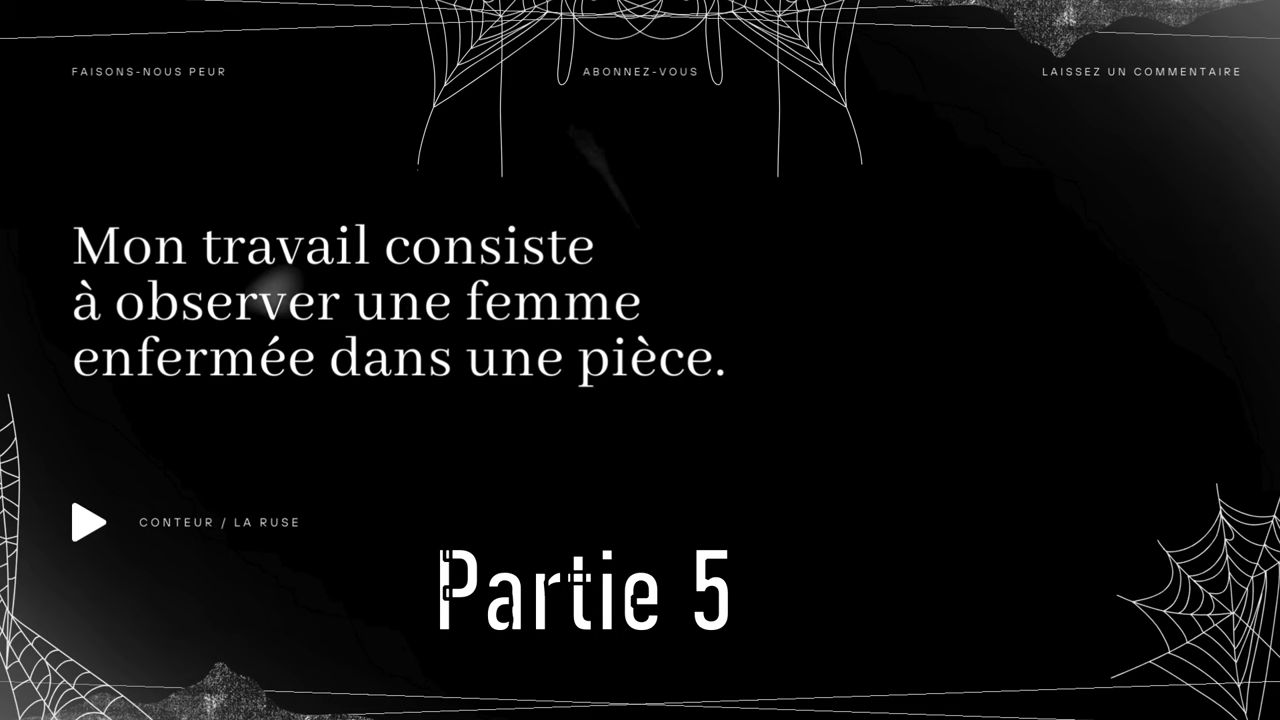 FAISONS-NOUS PEUR
ABONNEZ-VOUS
LAISSEZ UN COMMENTAIRE
Mon travail consiste
à observer une femme
enfermée dans une pièce.
CONTEUR / LA RUSE
Partie 5